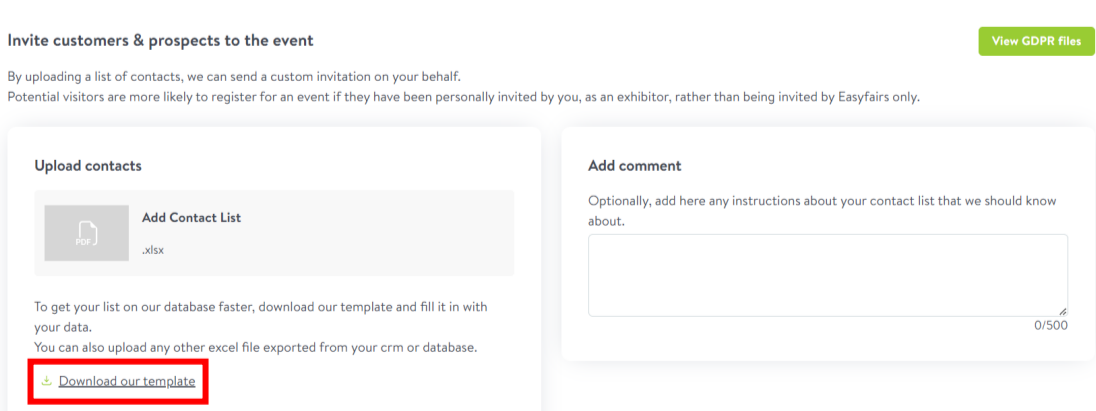 Invite customers & prospects to the event
View GDPR files
By uploading a list of contacts, we can send a custom invitation on your behalf.
Potential visitors are more likely to register for an event if they have been personally invited by you, as an exhibitor, rather than being invited by Easyfairs only.
Upload contacts
PDF
Add Contact List
.xlsx
To get your list on our database faster, download our template and fill it in with
your data.
You can also upload any other excel file exported from your crm or database.
Download our template
Add comment
Optionally, add here any instructions about your contact list that we should know
about.
0/500